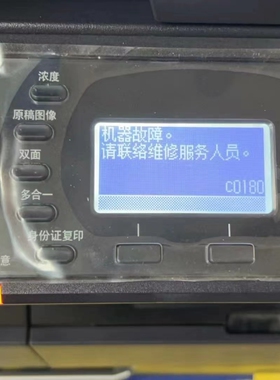 浓度
原稿图像
双面
多合一
身份证复印
音
机器故障。
请联络维修服务人员。
C0180